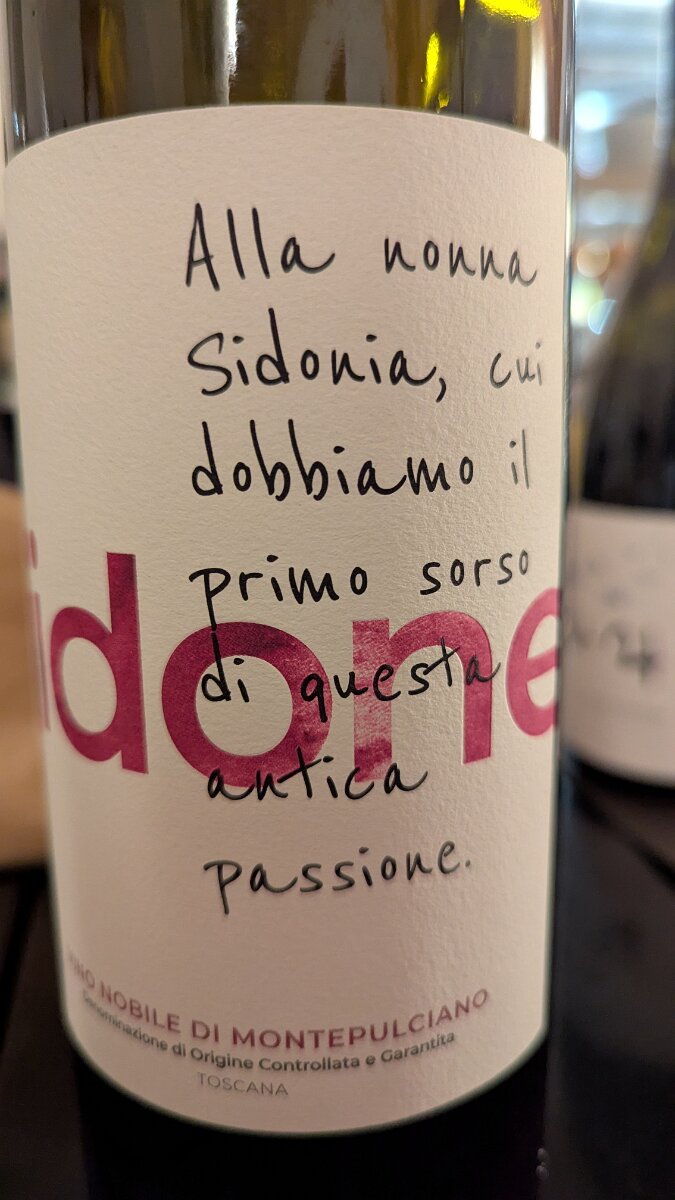 Alla nonna
Sidonia, cui
dobbiamo il
primo sorso
idone
di questa
antica
passione.
VINO NOBILE DI MONTEPULCIANO
Denominazione di Origine Controllata e Garantita
TOSCANA